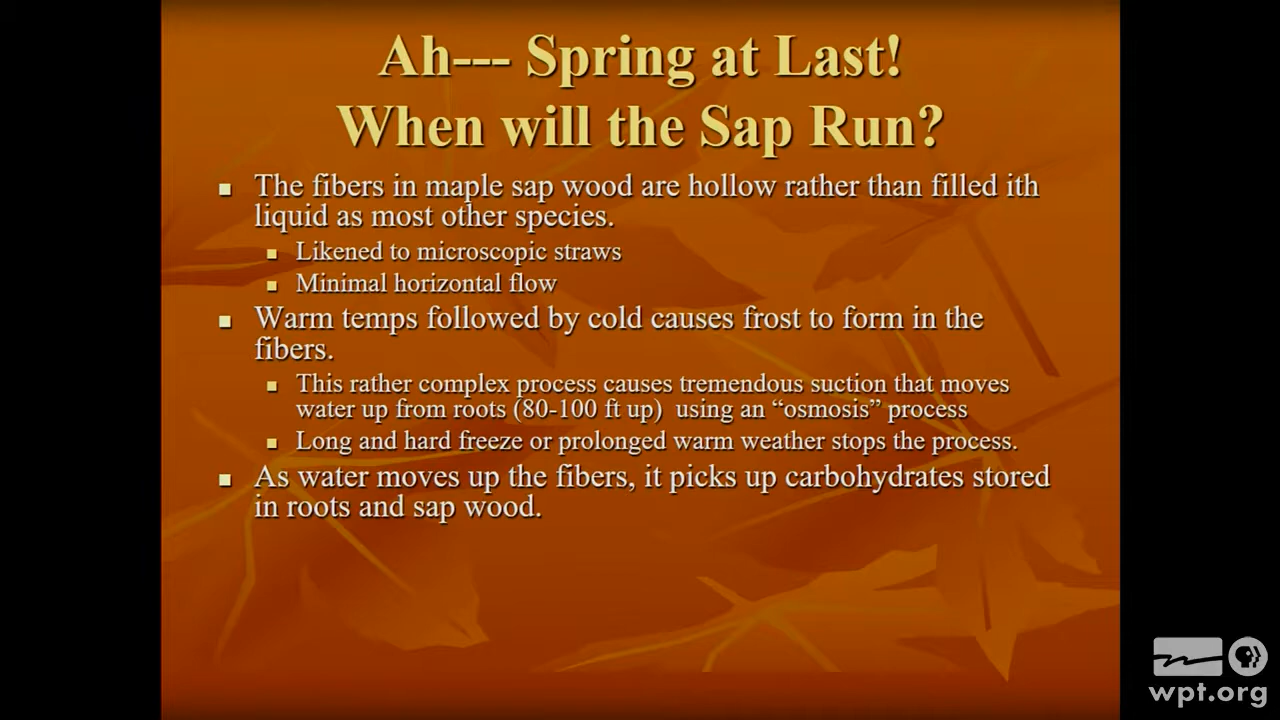 Ah--- Spring at Last!
When will the Sap Run?
The fibers in maple sap wood are hollow rather than filled ith
liquid as most other species.
Likened to microscopic straws
Minimal horizontal flow
Warm temps followed by cold causes frost to form in the
fibers.
This rather complex process causes tremendous suction that moves
water up from roots (80-100 ft up)  using an “osmosis” process
Long and hard freeze or prolonged warm weather stops the process.
As water moves up the fibers, it picks up carbohydrates stored
in roots and sap wood.
wpt.org